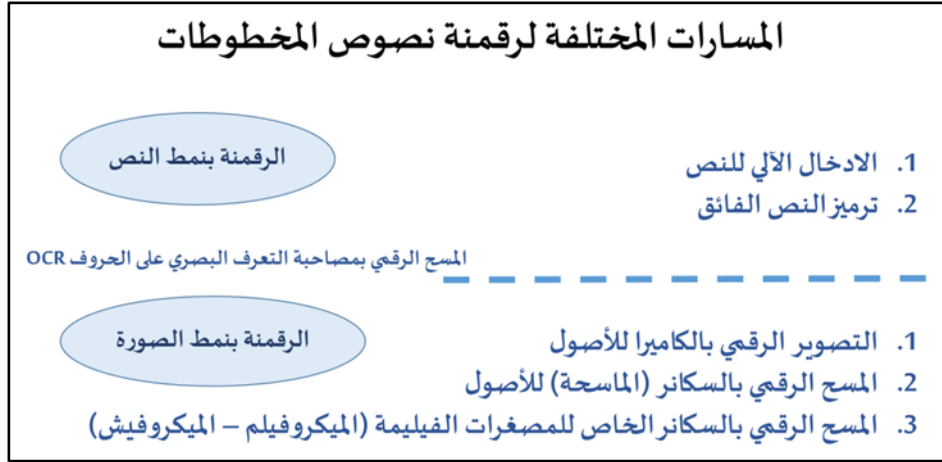 المسارات المختلفة لرقمنة نصوص المخطوطات
الرقمنة بنمط النص
1. الادخال الآلي للنص
2. ترميز النص الفائق
المسح الرقمي بمصاحبة التعرف البصري على الحروف OCR
الرقمنة بنمط الصورة
1. التصوير الرقمي بالكاميرا للأصول
2. المسح الرقمي بالسكانر (الماسحة) للأصول
3. المسح الرقمي بالسكانر الخاص للمصغرات الفيليمة (الميكروفيلم – الميكروفيش)